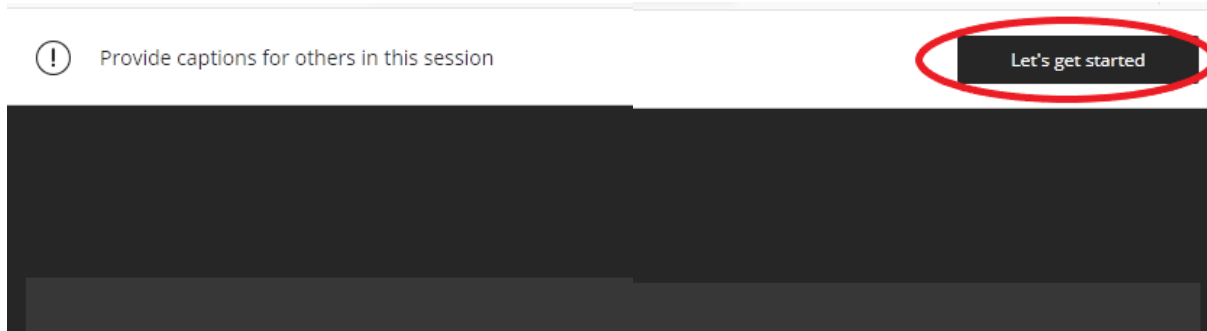 Provide captions for others in this session
Let's get started